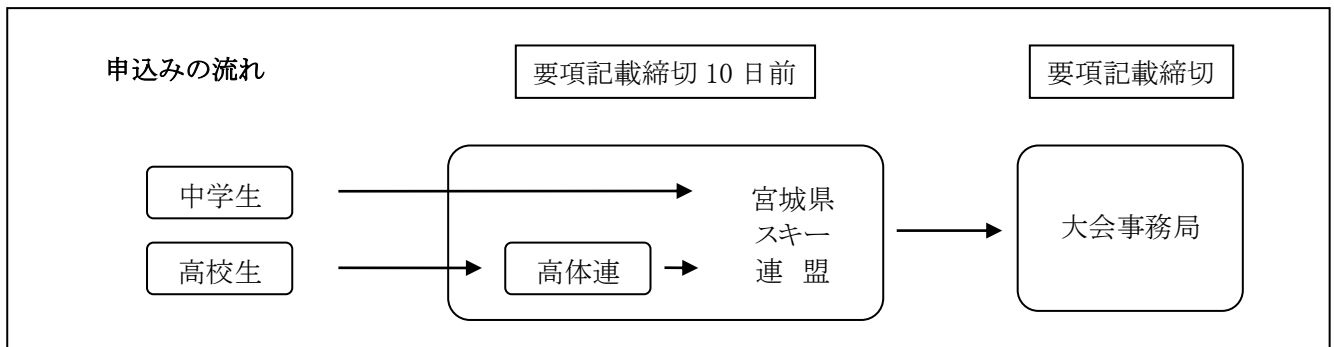 申込みの流れ
要項記載締切 10 日前
要項記載締切
中学生
高校生
高体連
宮城県
スキー
連　盟
大会事務局